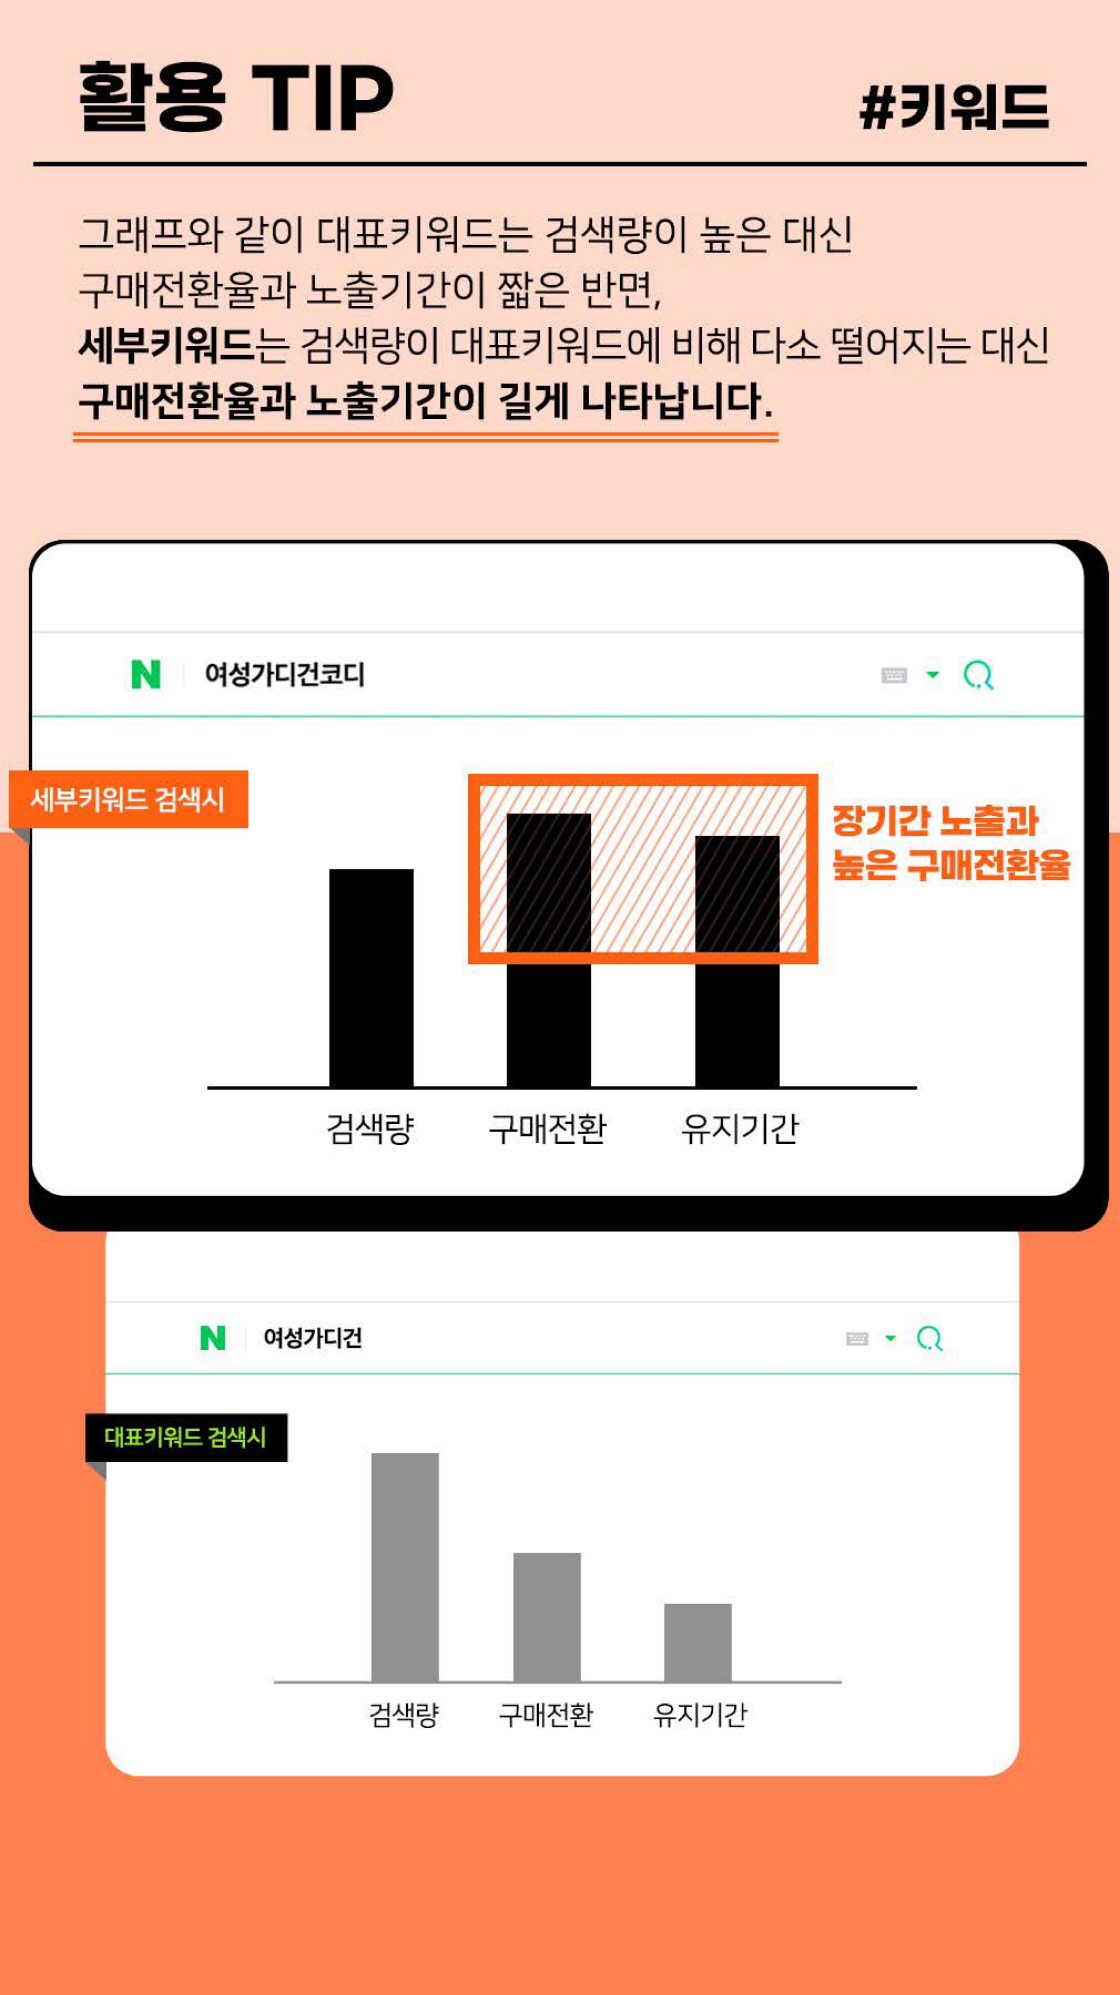 활용 TIP
#키워드
그래프와 같이 대표키워드는 검색량이 높은 대신
구매전환율과 노출기간이 짧은 반면,
세부키워드는 검색량이 대표키워드에 비해 다소 떨어지는 대신
구매전환율과 노출기간이 길게 나타납니다.
N 여성가디건코디
세부키워드 검색시
장기간 노출과
높은 구매전환율
검색량 구매전환 유지기간
N 여성가디건
대표키워드 검색시
검색량 구매전환 유지기간